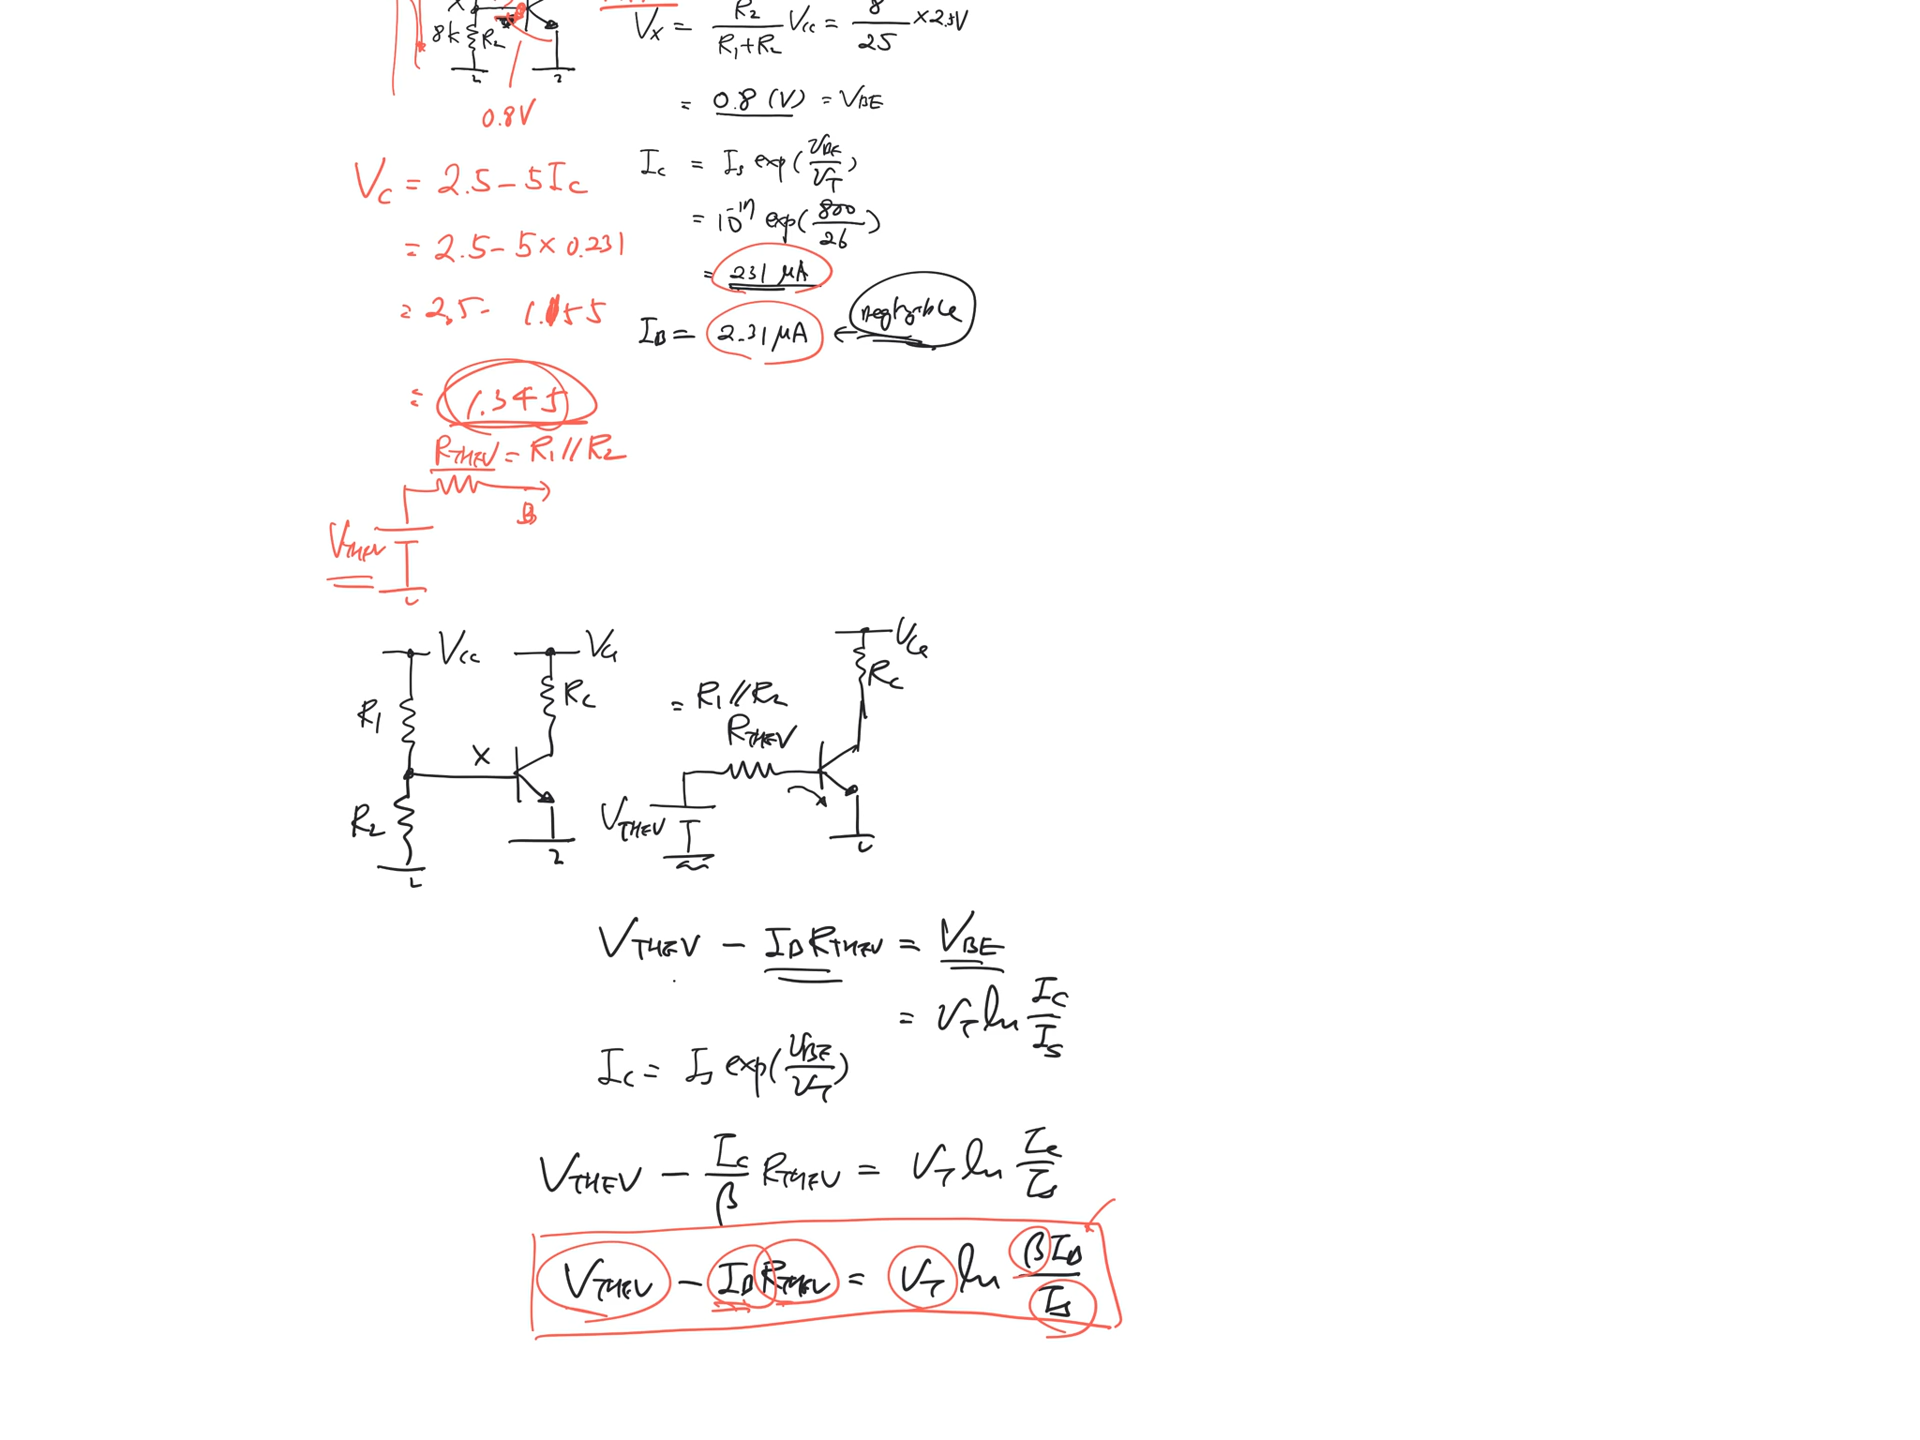 8k R2
0.8V
Vx = R2/(R1+R2) Vcc = 8/25 × 2.5V
= 0.8 (V) = VBE
Ic = Is exp(VBE/VT)
= 10^-17 exp(800/26)
= 231 μA
IB = 2.31 μA ← negligible
Vc = 2.5 - 5Ic
= 2.5 - 5 × 0.231
= 2.5 - 1.155
= 1.345
RTHEV = R1 // R2
B
VTHEV
Vcc
Vcc
R1
Rc
X
R2
Vcc
Rc
= R1 // R2
RTHEV
VTHEV
VTHEV - IB RTHEV = VBE
= VT ln Ic/Is
Ic = Is exp(VBE/VT)
VTHEV - Ic/β RTHEV = VT ln Ic/Is
VTHEV - IB RTHEV = VT ln βIB/Is